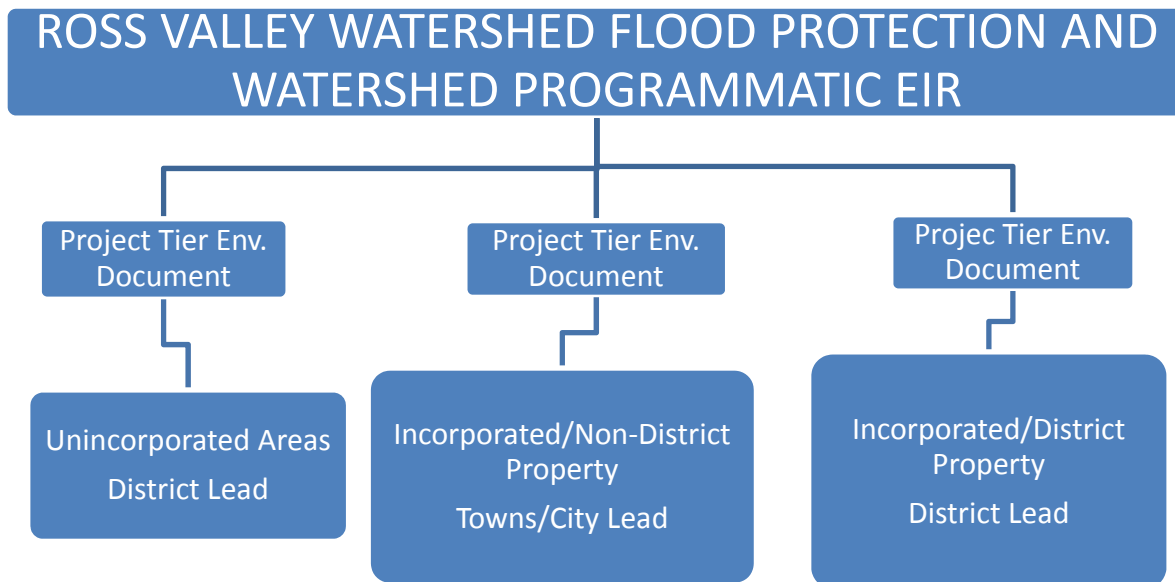 ROSS VALLEY WATERSHED FLOOD PROTECTION AND
WATERSHED PROGRAMMATIC EIR
Project Tier Env.
Document
Project Tier Env.
Document
Projec Tier Env.
Document
Unincorporated Areas
District Lead
Incorporated/Non-District
Property
Towns/City Lead
Incorporated/District
Property
District Lead